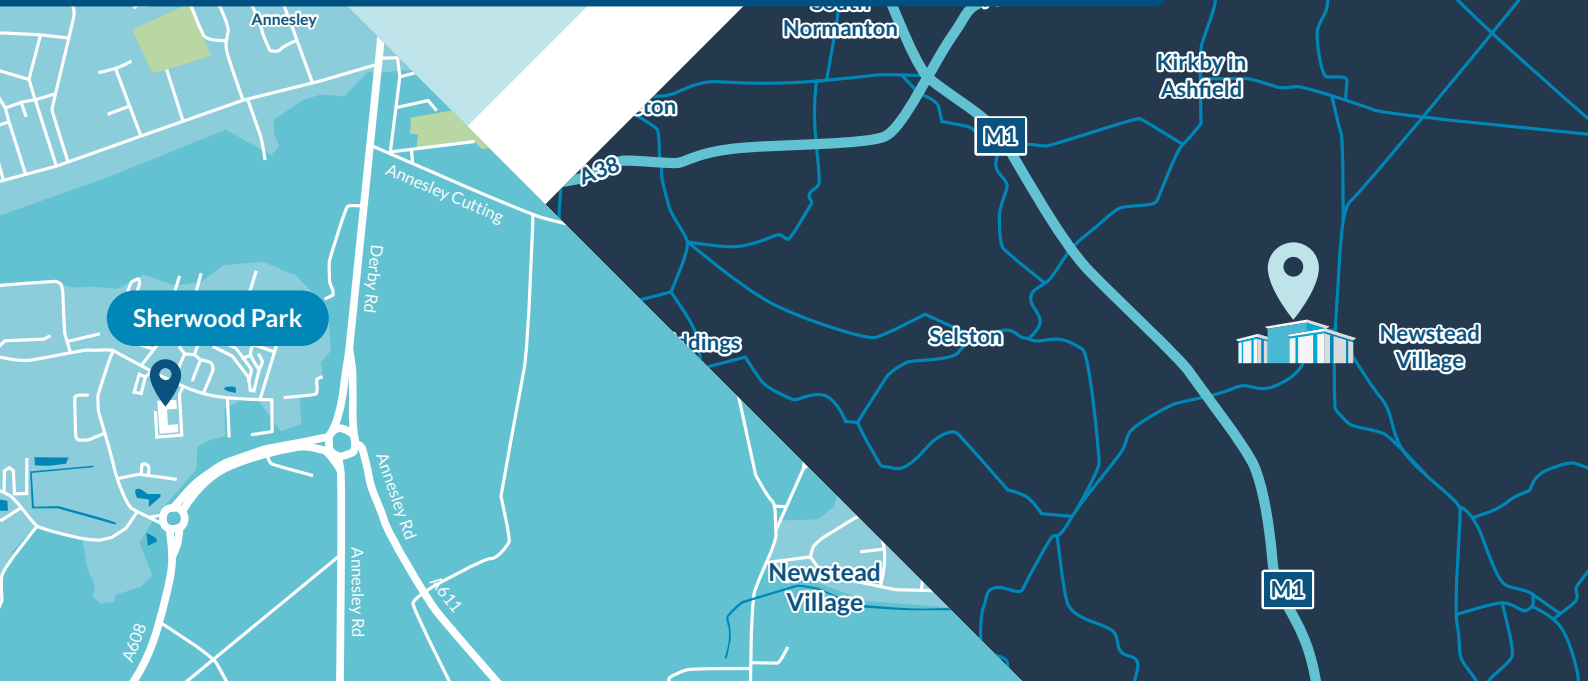 Annesley
South
Normanton
Kirkby in
Ashfield
M1
A38
Annesley Cutting
Derby Rd
Sherwood Park
Selston
Newstead
Village
Annesley Rd
Annesley Rd
A611
A608
Newstead
Village
M1